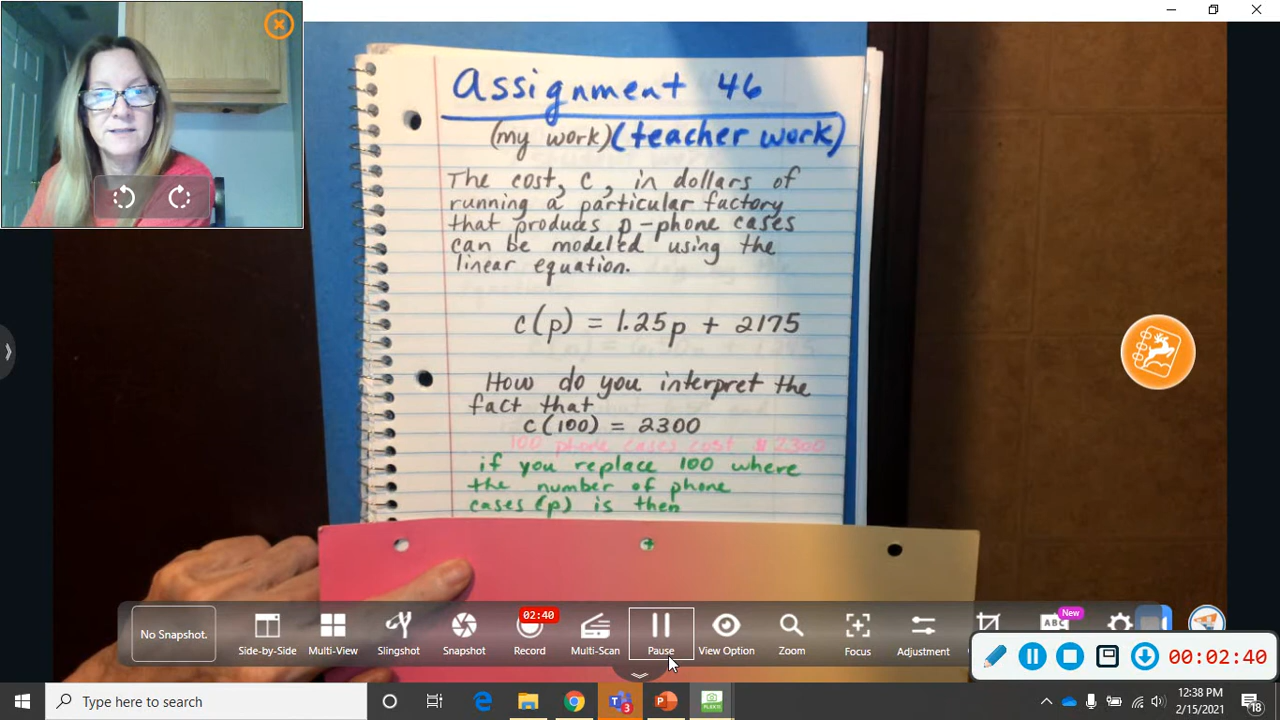 Assignment 46
(my work) (teacher work)
The cost, c, in dollars of
running a particular factory
that produces p-phone cases
can be modeled using the
linear equation.
c(p) = 1.25p + 2175
How do you interpret the
fact that
c(100) = 2300
100 phone cases cost $2300
if you replace 100 where
the number of phone
cases (p) is then
No Snapshot.
Side-by-Side
Multi-View
Slingshot
Snapshot
02:40
Record
Multi-Scan
Pause
View Option
Zoom
Focus
Adjustment
New
ABC
00:02:40
Type here to search
3
12:38 PM
2/15/2021
18